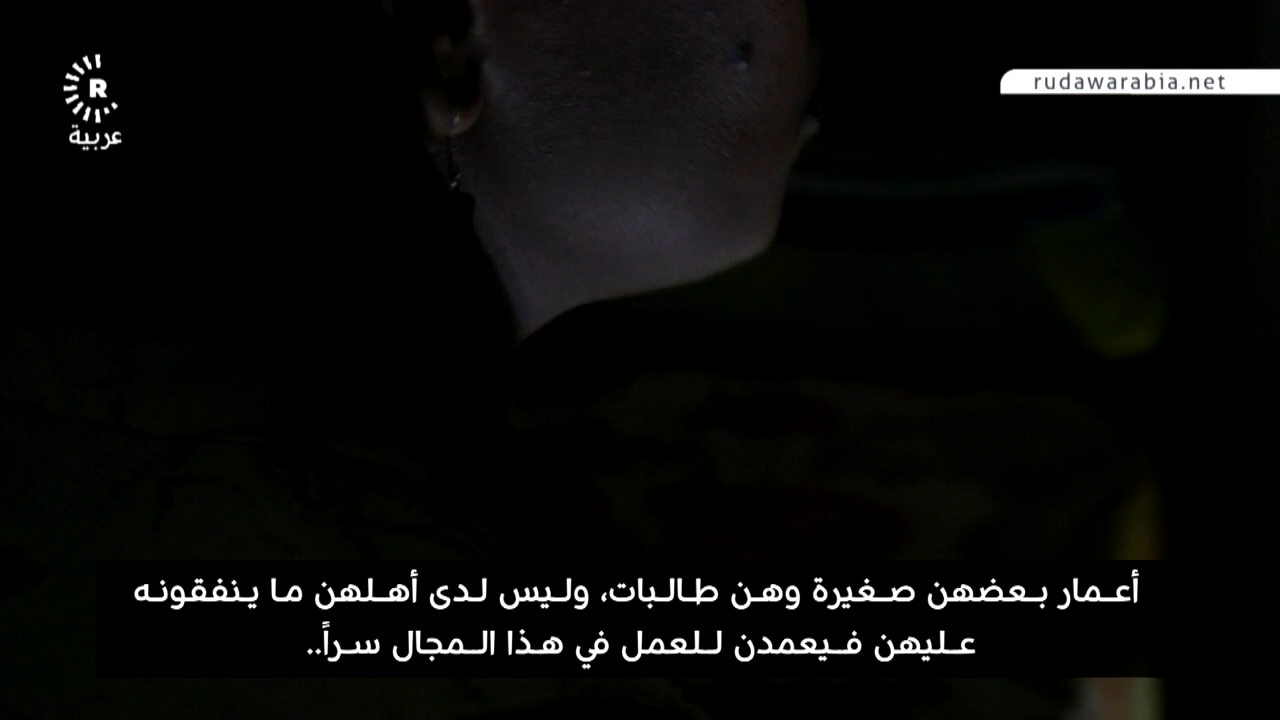 R
عربية
rudawarabia.net
أعمار بعضهن صغيرة وهن طالبات، وليس لدى أهلهن ما ينفقونه
عليهن فيعمدن للعمل في هذا المجال سراً..